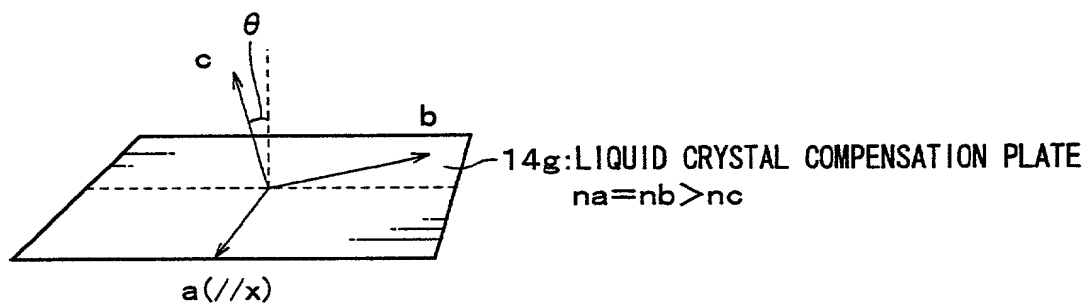 θ
c
b
14g:LIQUID CRYSTAL COMPENSATION PLATE
na=nb>nc
a(//x)